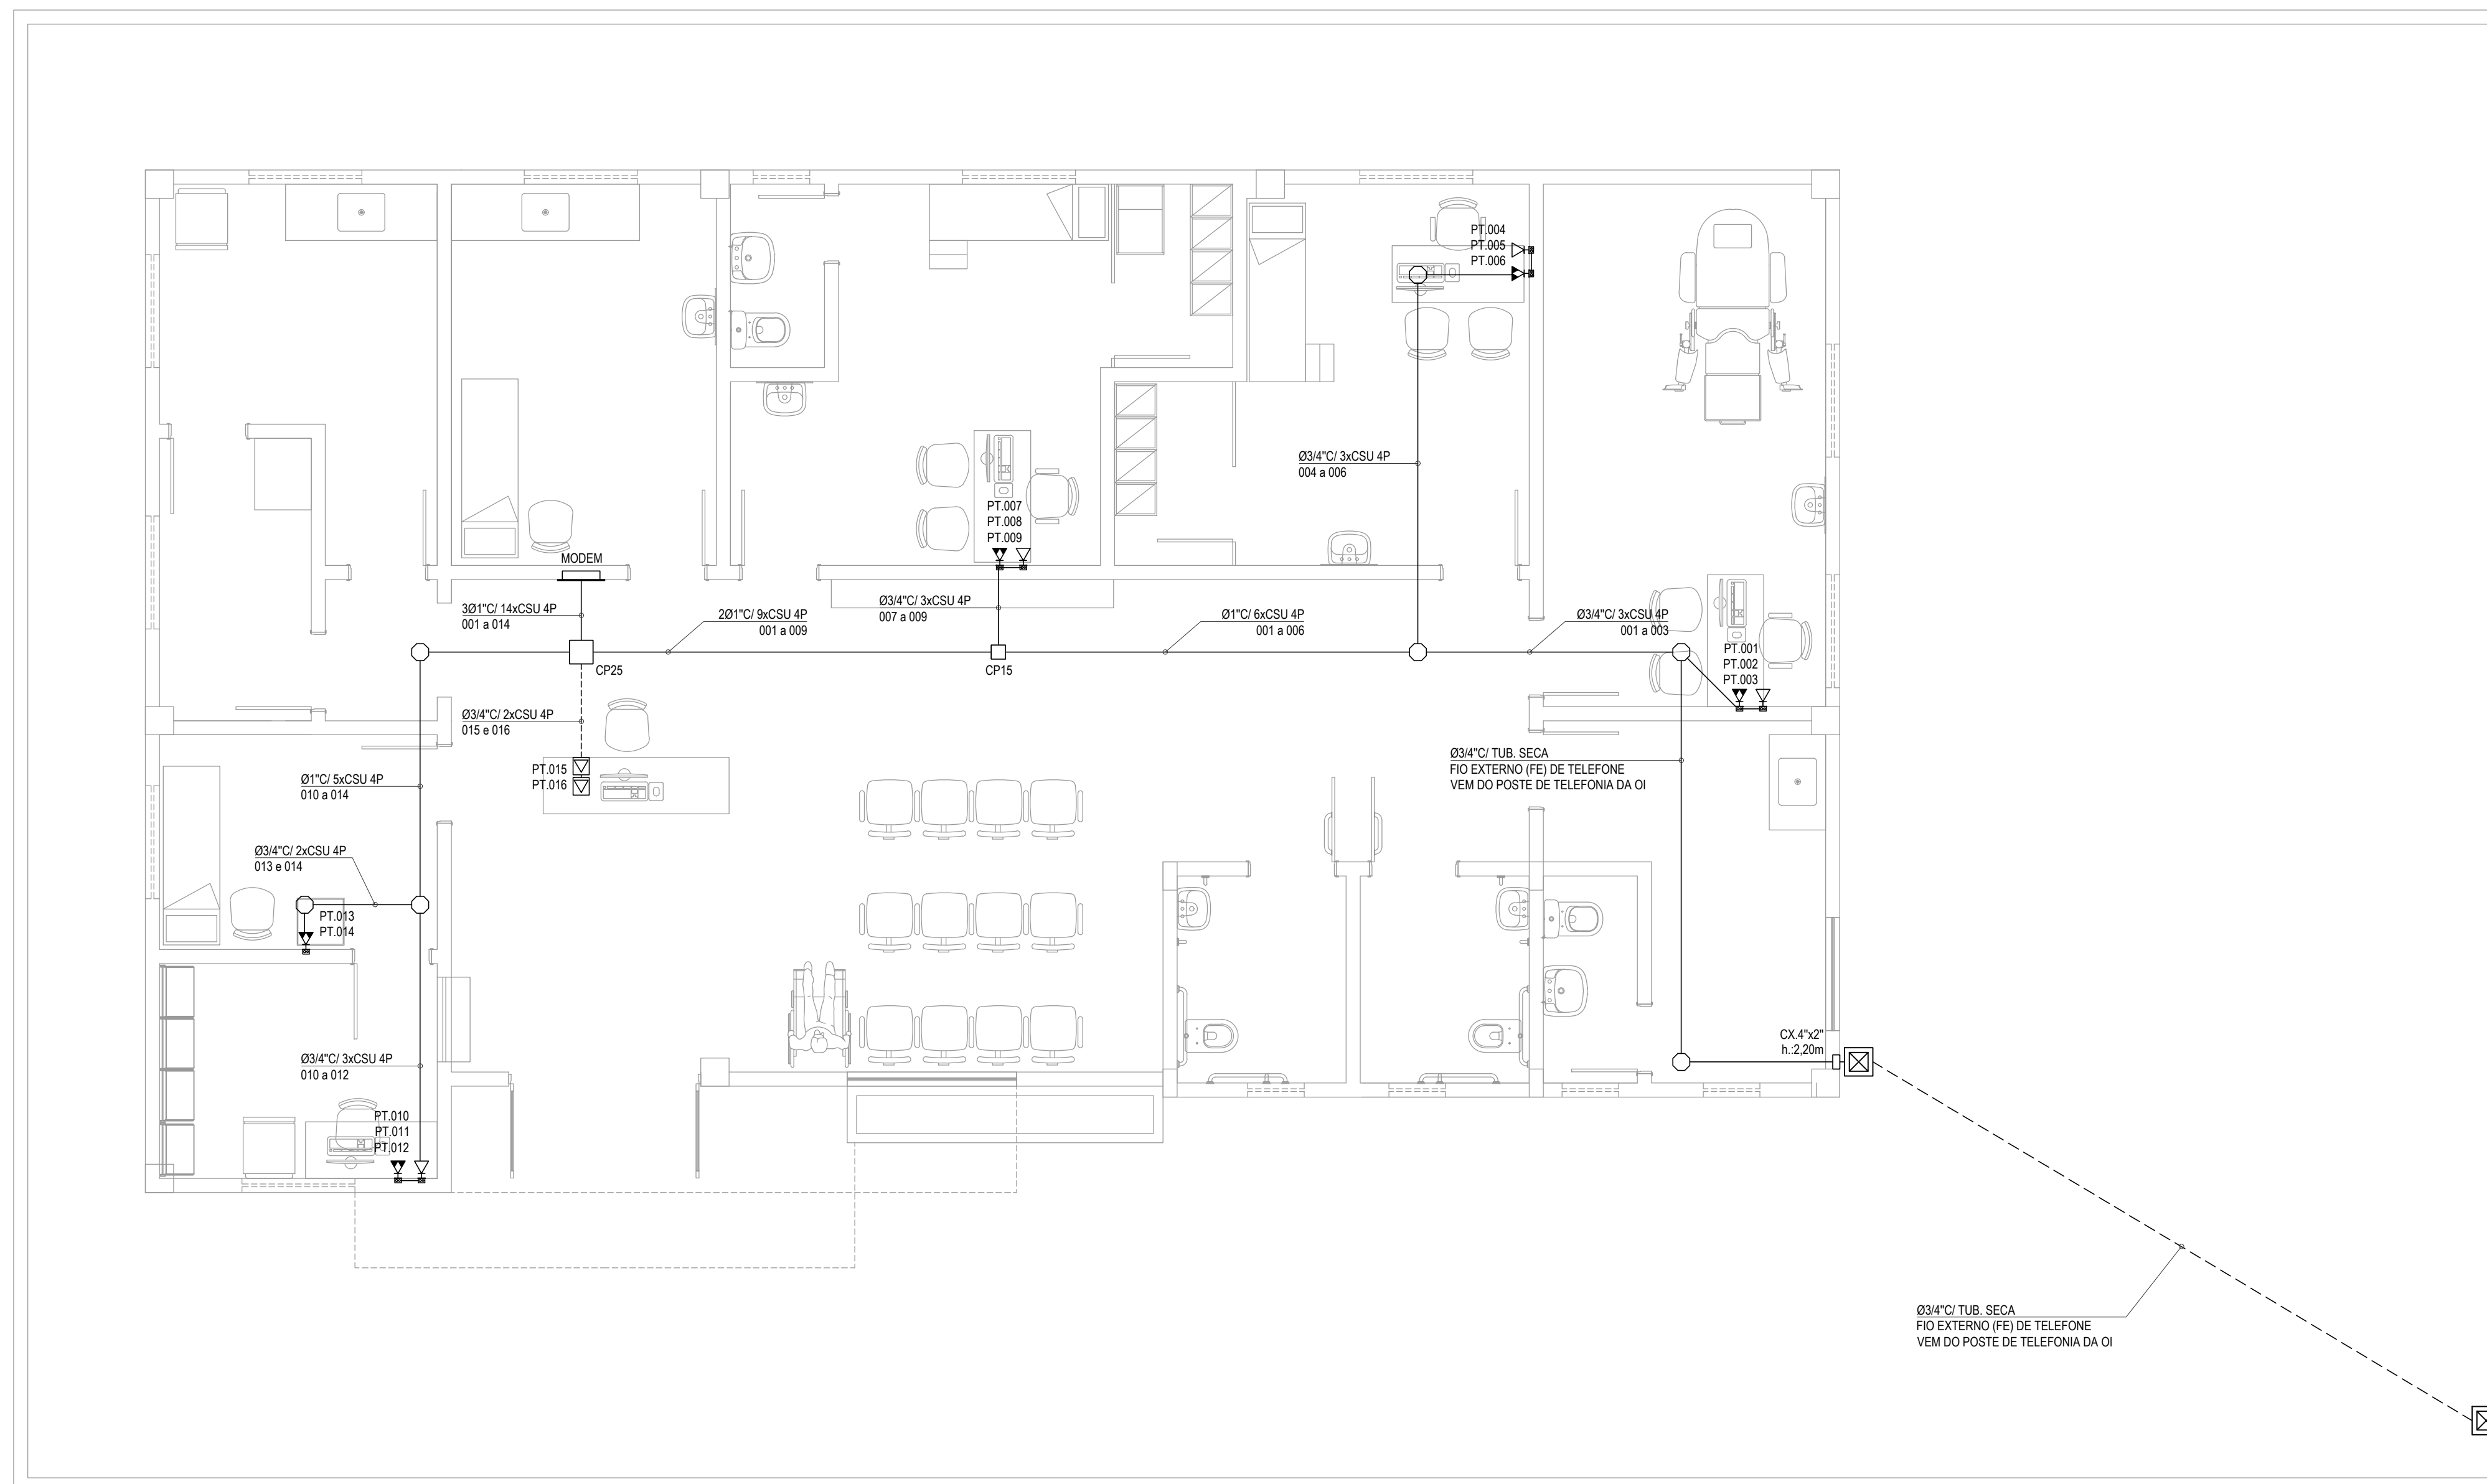 PT.004
PT.005
PT.006
Ø3/4"C/ 3xCSU 4P
004 a 006
PT.007
PT.008
PT.009
MODEM
3Ø1"C/ 14xCSU 4P
001 a 014
2Ø1"C/ 9xCSU 4P
001 a 009
Ø3/4"C/ 3xCSU 4P
007 a 009
Ø1"C/ 6xCSU 4P
001 a 006
Ø3/4"C/ 3xCSU 4P
001 a 003
PT.001
PT.002
PT.003
CP25
CP15
Ø3/4"C/ 2xCSU 4P
015 e 016
PT.015
PT.016
Ø3/4"C/ TUB. SECA
FIO EXTERNO (FE) DE TELEFONE
VEM DO POSTE DE TELEFONIA DA OI
Ø1"C/ 5xCSU 4P
010 a 014
Ø3/4"C/ 2xCSU 4P
013 e 014
PT.013
PT.014
CX.4"x2"
h.:2,20m
Ø3/4"C/ 3xCSU 4P
010 a 012
PT.010
PT.011
PT.012
Ø3/4"C/ TUB. SECA
FIO EXTERNO (FE) DE TELEFONE
VEM DO POSTE DE TELEFONIA DA OI